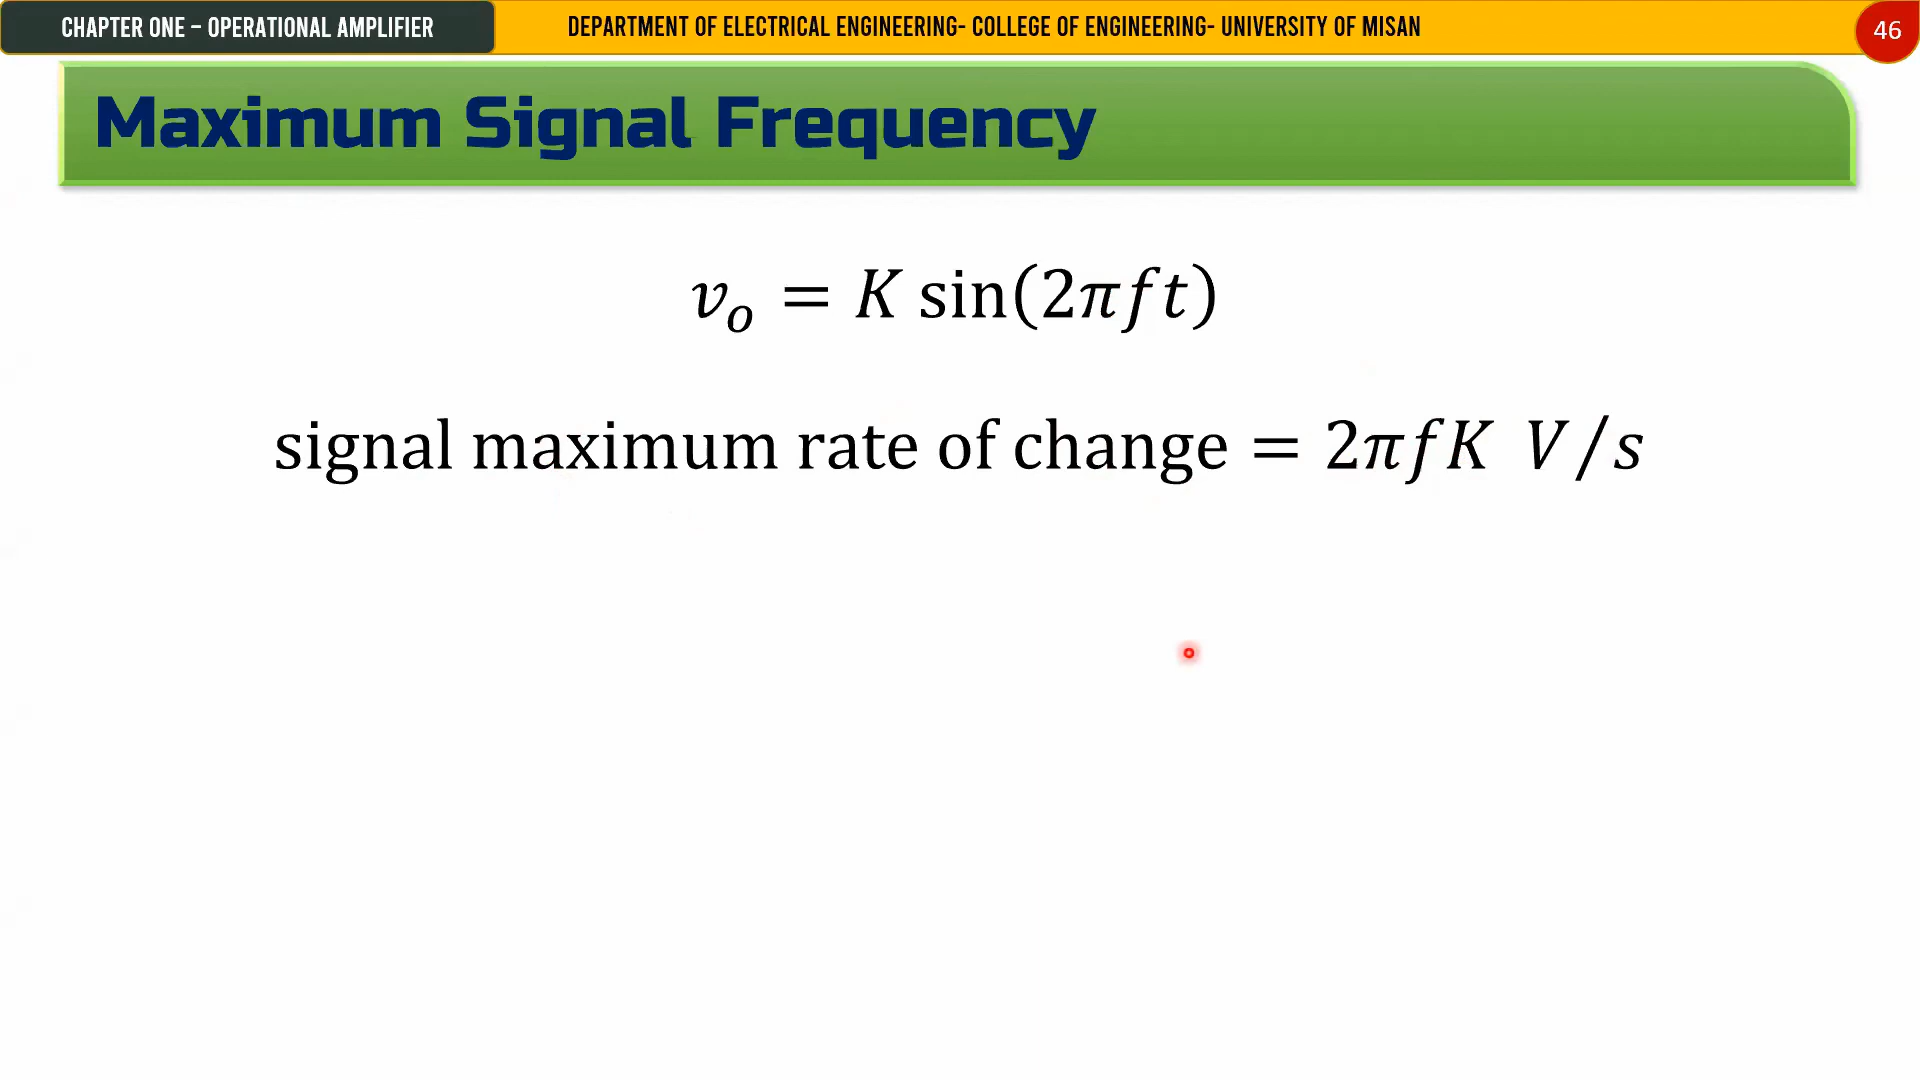 CHAPTER ONE – OPERATIONAL AMPLIFIER
DEPARTMENT OF ELECTRICAL ENGINEERING- COLLEGE OF ENGINEERING- UNIVERSITY OF MISAN
46
Maximum Signal Frequency
v_o = K sin(2πft)
signal maximum rate of change = 2πfK V/s